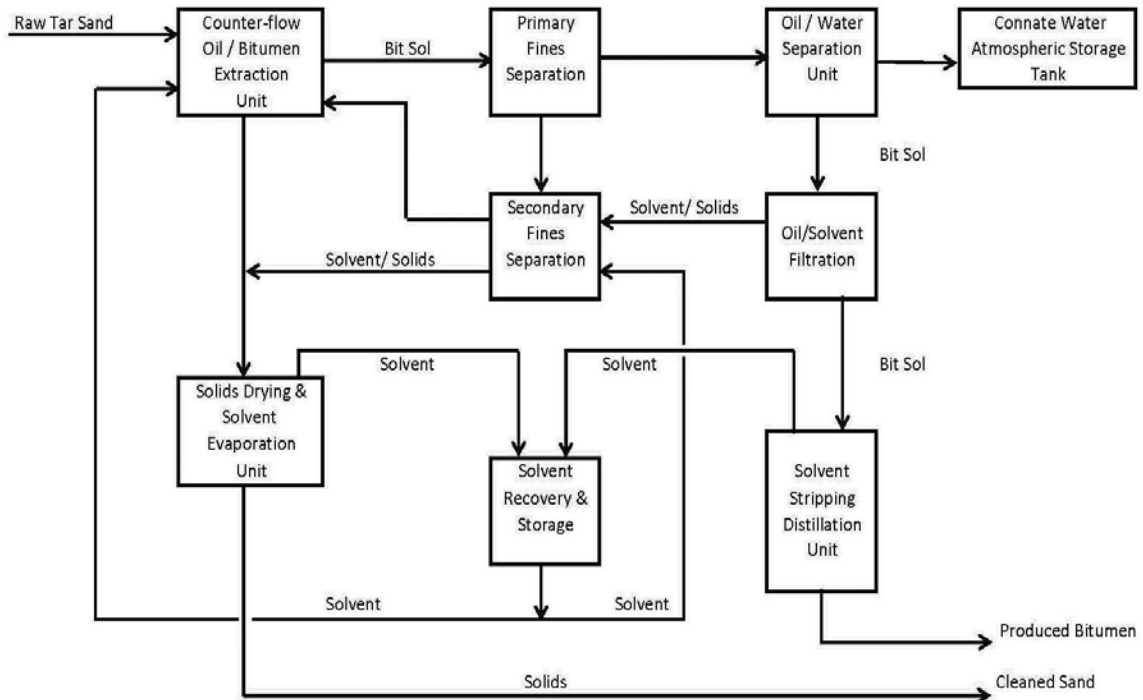 Raw Tar Sand
Counter-flow
Oil / Bitumen
Extraction
Unit
Bit Sol
Primary
Fines
Separation
Oil / Water
Separation
Unit
Connate Water
Atmospheric Storage
Tank
Bit Sol
Secondary
Fines
Separation
Solvent/ Solids
Oil/Solvent
Filtration
Solvent/ Solids
Solvent
Solvent
Bit Sol
Solids Drying &
Solvent
Evaporation
Unit
Solvent
Recovery &
Storage
Solvent
Stripping
Distillation
Unit
Solvent
Solvent
Produced Bitumen
Solids
Cleaned Sand